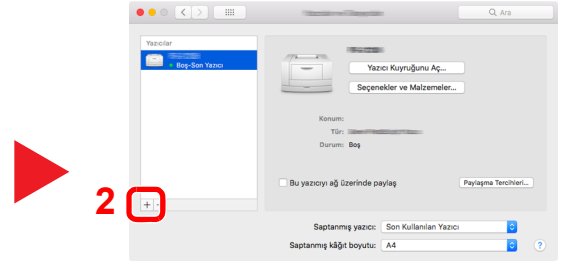 Ara
Yazıcılar
Boş-Son Yazıcı
Yazıcı Kuyruğunu Aç...
Seçenekler ve Malzemeler...
Konum:
Tür:
Durum: Boş
Bu yazıcıyı ağ üzerinde paylaş
Paylaşma Tercihleri...
2
+ -
Saptanmış yazıcı: Son Kullanılan Yazıcı
Saptanmış kâğıt boyutu: A4
?